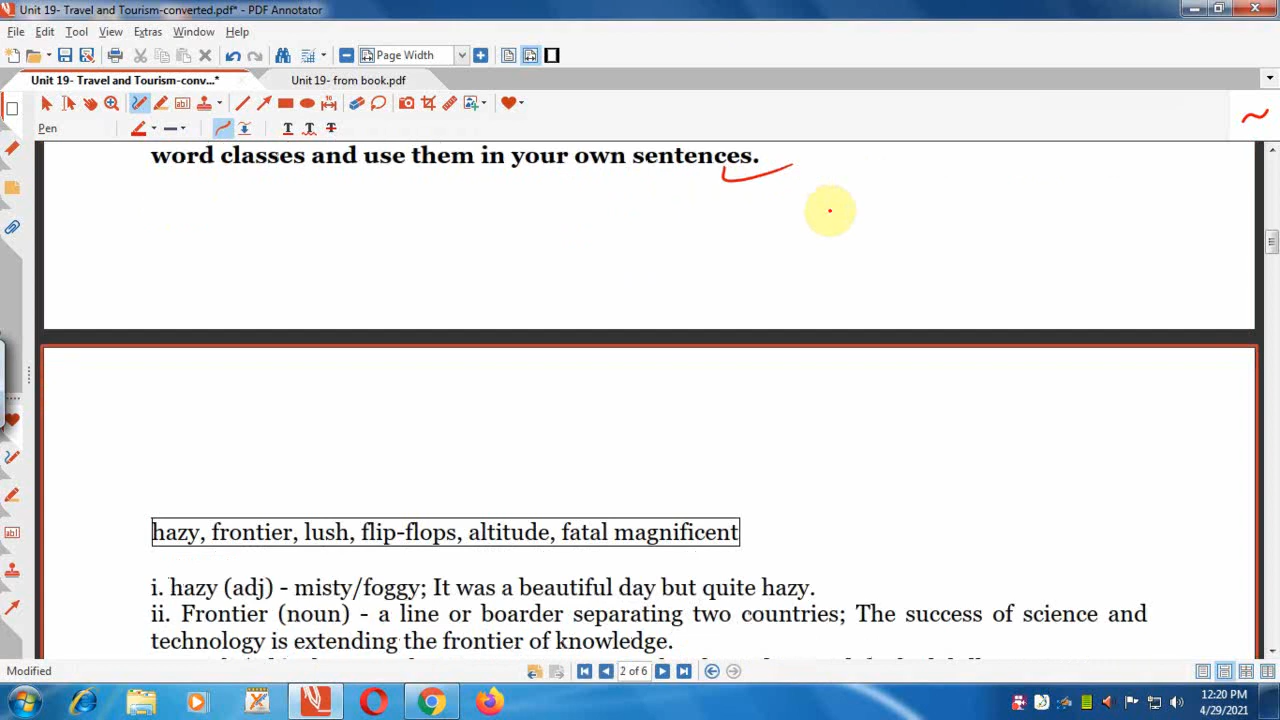 Unit 19- Travel and Tourism-converted.pdf* - PDF Annotator
File Edit Tool View Extras Window Help
Page Width
Unit 19- Travel and Tourism-conv...* Unit 19- from book.pdf
Pen
word classes and use them in your own sentences.
hazy, frontier, lush, flip-flops, altitude, fatal magnificent
i. hazy (adj) - misty/foggy; It was a beautiful day but quite hazy.
ii. Frontier (noun) - a line or boarder separating two countries; The success of science and
technology is extending the frontier of knowledge.
Modified 2 of 6
12:20 PM
4/29/2021